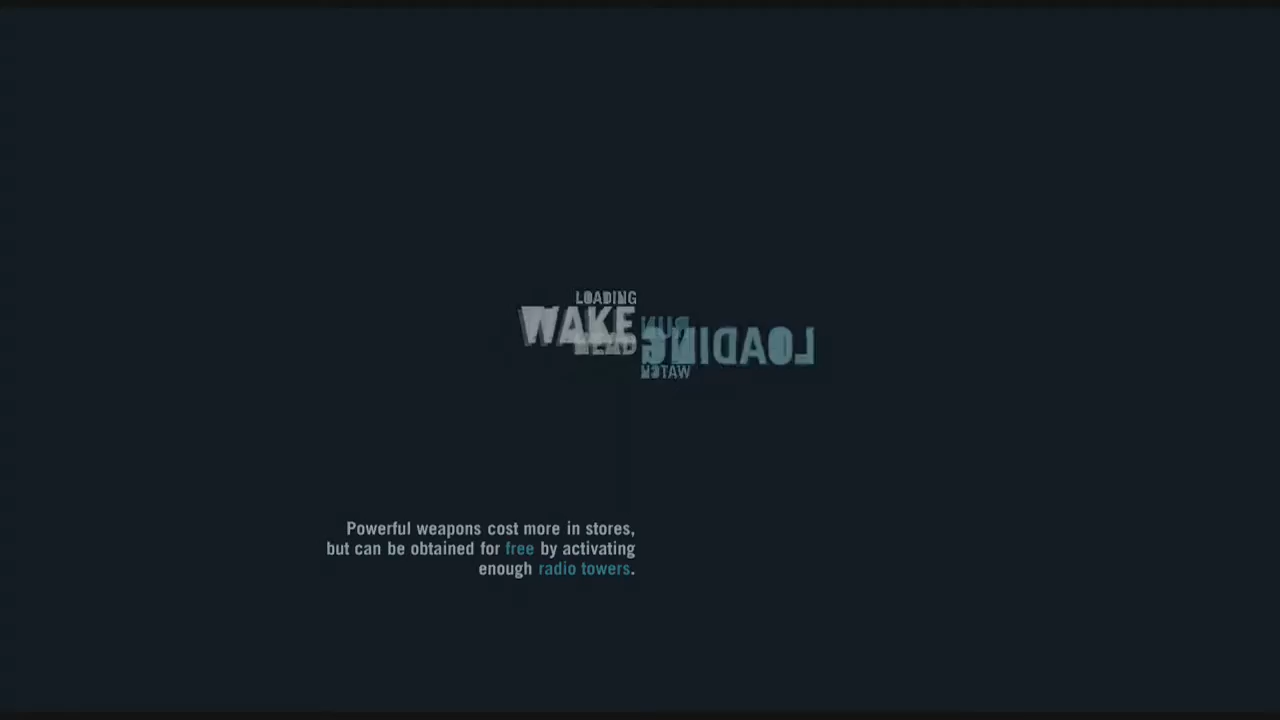 LOADING
WAKE
RUN
LOADING
WATCH
Powerful weapons cost more in stores,
but can be obtained for free by activating
enough radio towers.